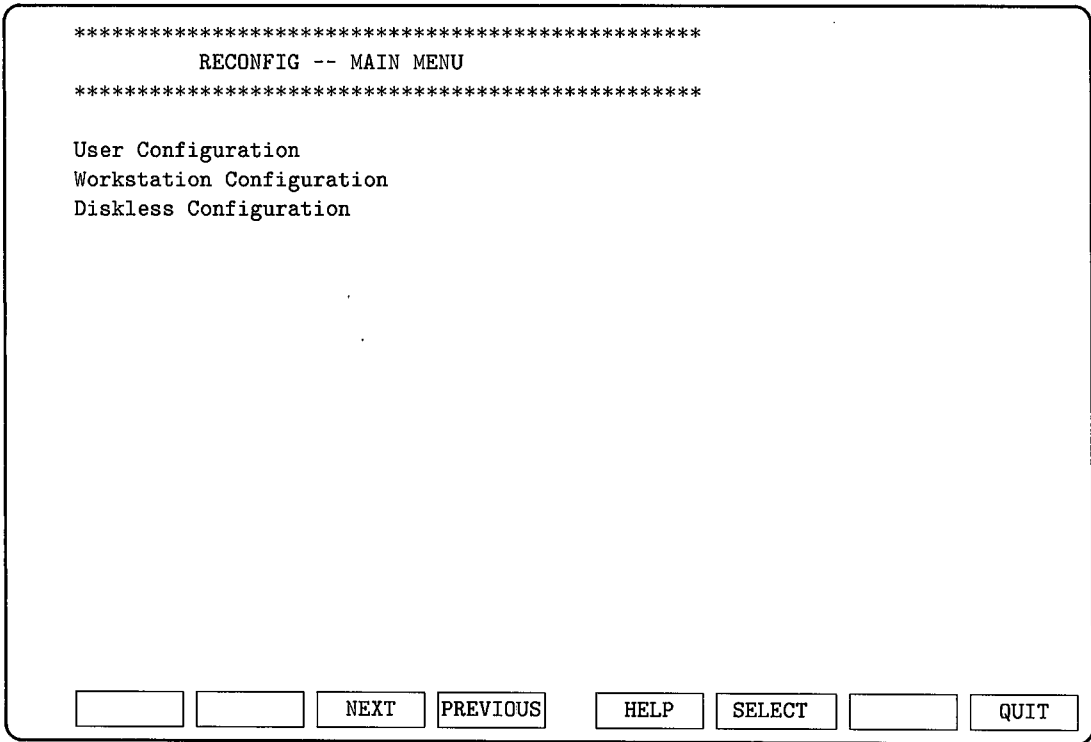 **************************************************
RECONFIG -- MAIN MENU
**************************************************
User Configuration
Workstation Configuration
Diskless Configuration
NEXT PREVIOUS HELP SELECT QUIT